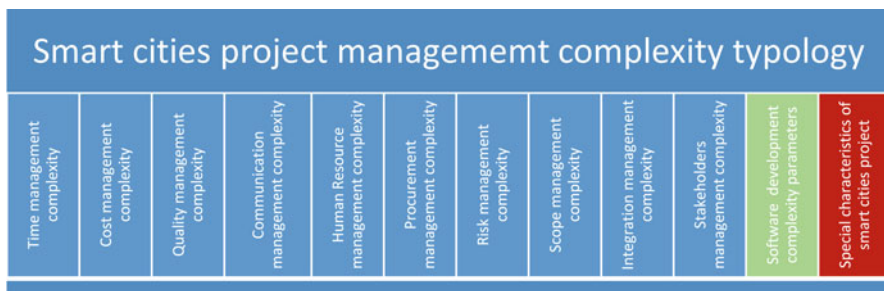 Smart cities project managememt complexity typology
Time management
complexity
Cost management
complexity
Quality management
complexity
Communication
management complexity
Human Resource
management complexity
Procurement
management complexity
Risk management
complexity
Scope management
complexity
Integration management
complexity
Stakeholders
management complexity
Software development
complexity parameters
Special characteristics of
smart cities project